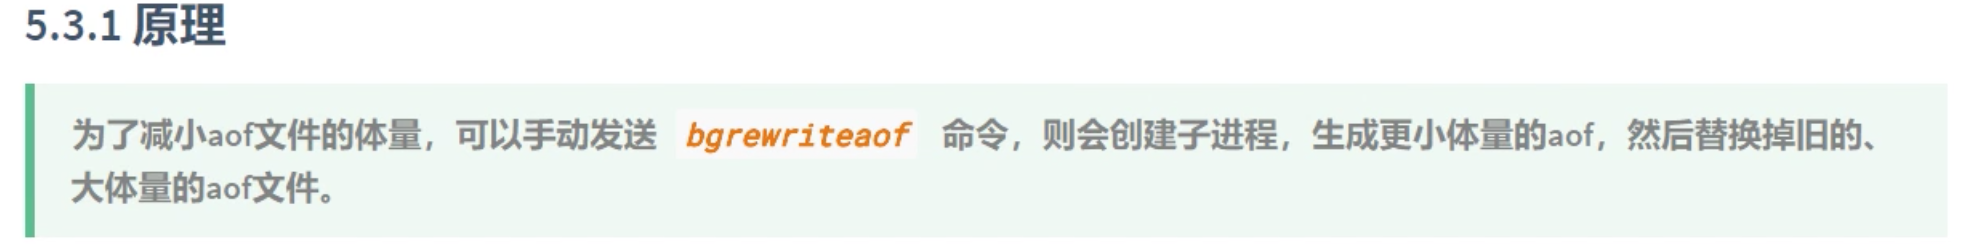 5.3.1 原理
为了减小aof文件的体量，可以手动发送 bgrewriteaof 命令，则会创建子进程，生成更小体量的aof，然后替换掉旧的、
大体量的aof文件。